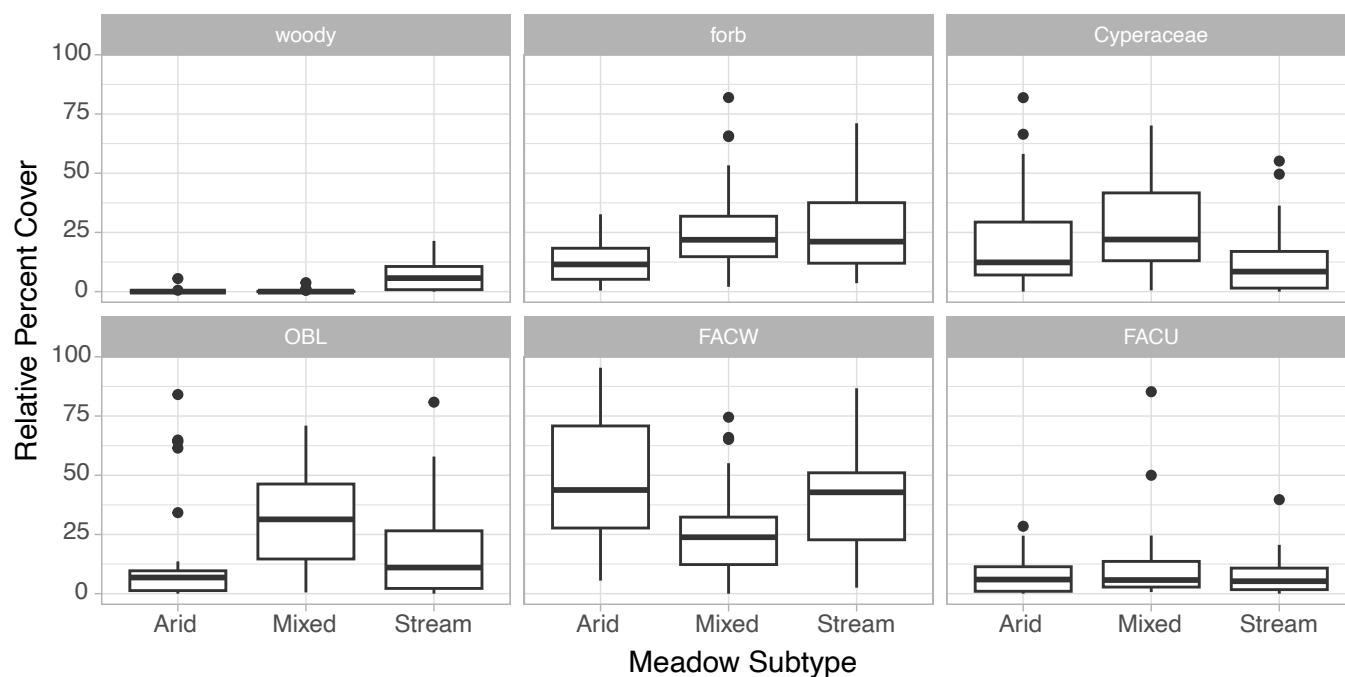 woody forb Cyperaceae
100
75
50
25
0
OBL FACW FACU
100
75
50
25
0
Arid Mixed Stream Arid Mixed Stream Arid Mixed Stream
Meadow Subtype
Relative Percent Cover